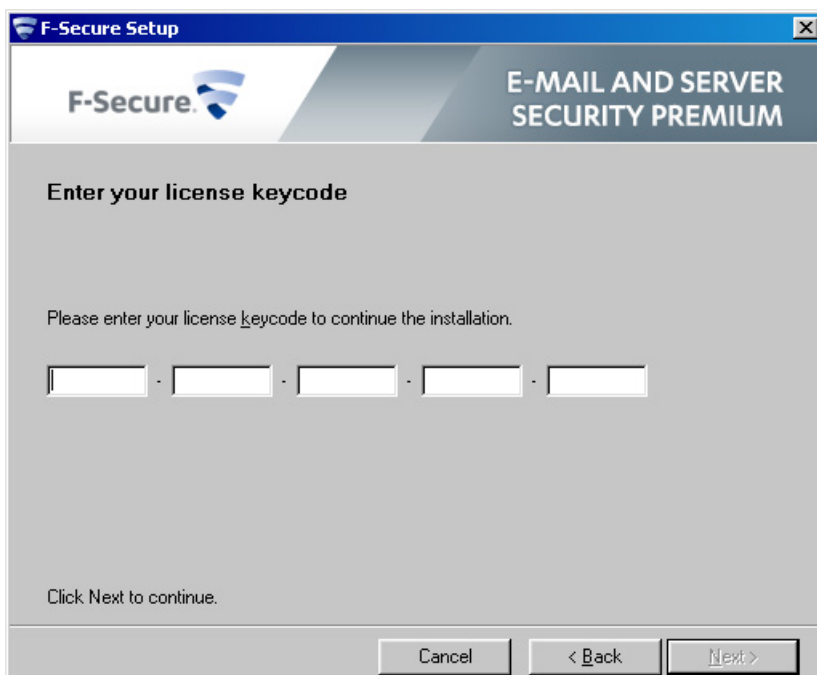 F-Secure Setup
F-Secure.
E-MAIL AND SERVER
SECURITY PREMIUM
Enter your license keycode
Please enter your license keycode to continue the installation.
- - - -
Click Next to continue.
Cancel
< Back
Next >